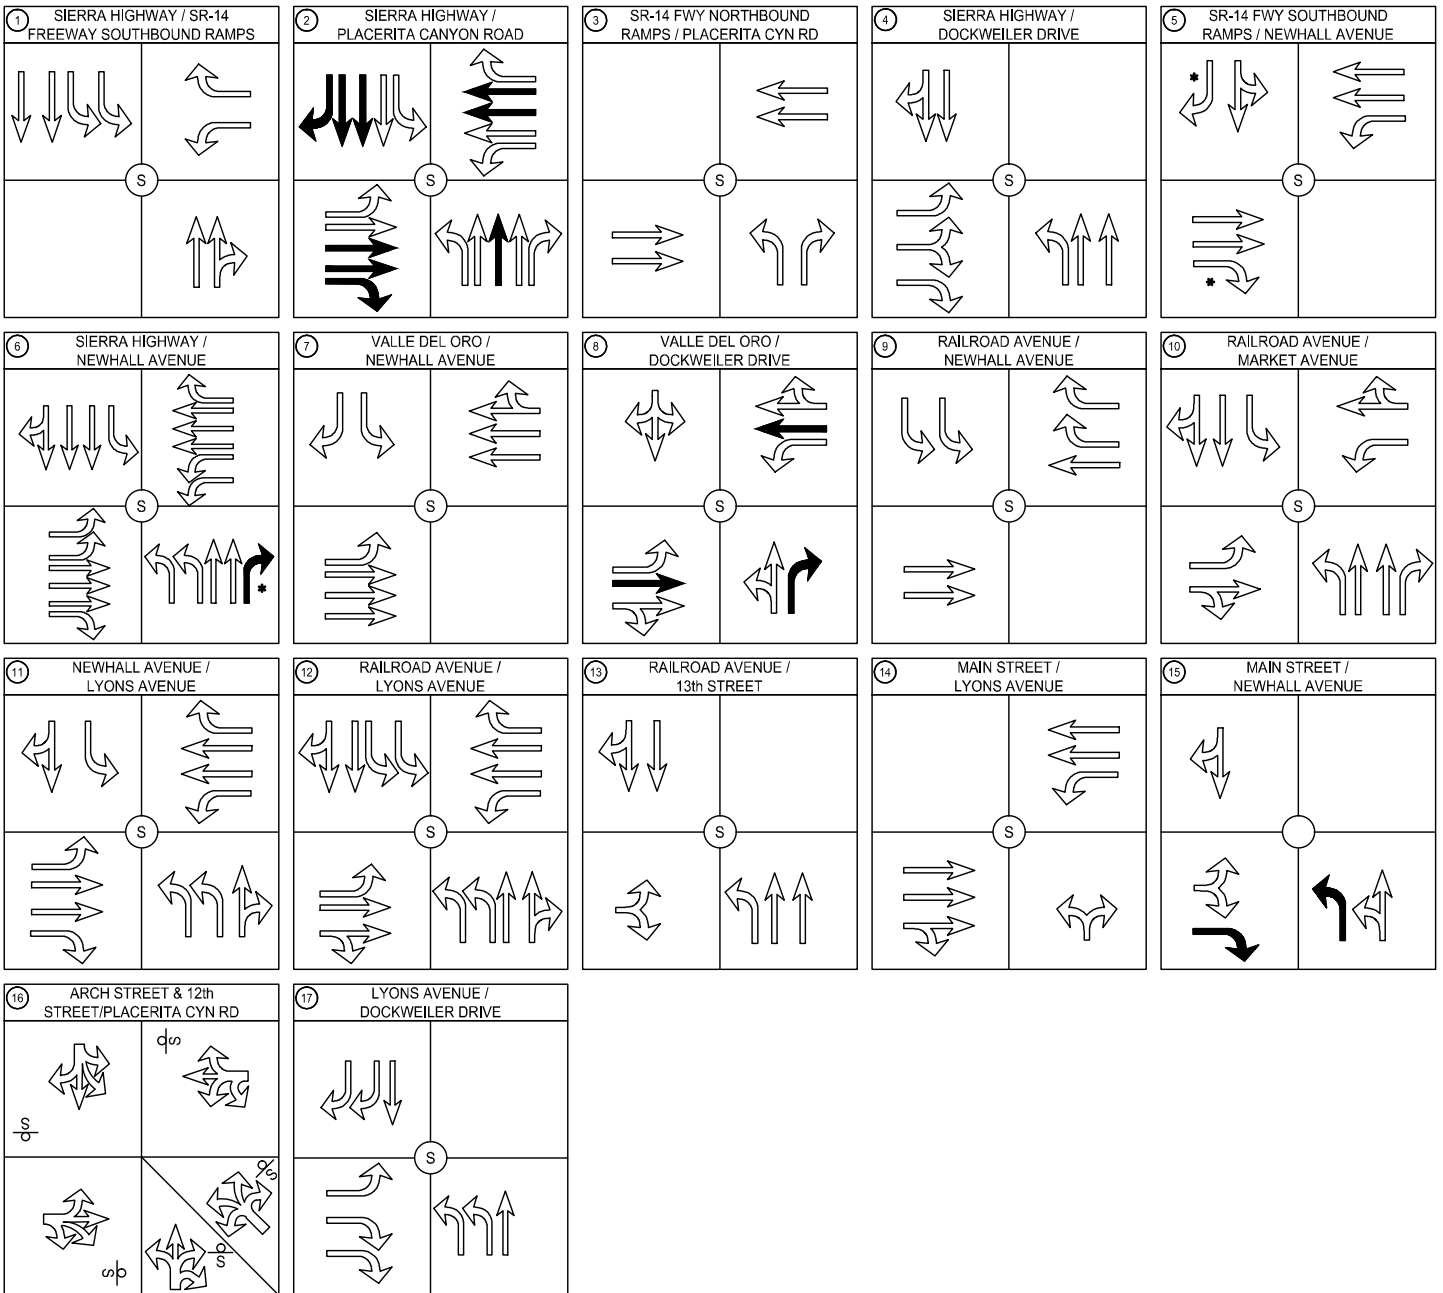 1
SIERRA HIGHWAY / SR-14
FREEWAY SOUTHBOUND RAMPS
S
2
SIERRA HIGHWAY /
PLACERITA CANYON ROAD
S
3
SR-14 FWY NORTHBOUND
RAMPS / PLACERITA CYN RD
S
4
SIERRA HIGHWAY /
DOCKWEILER DRIVE
S
5
SR-14 FWY SOUTHBOUND
RAMPS / NEWHALL AVENUE
*
*
S
6
SIERRA HIGHWAY /
NEWHALL AVENUE
S
*
7
VALLE DEL ORO /
NEWHALL AVENUE
S
8
VALLE DEL ORO /
DOCKWEILER DRIVE
S
9
RAILROAD AVENUE /
NEWHALL AVENUE
S
10
RAILROAD AVENUE /
MARKET AVENUE
S
11
NEWHALL AVENUE /
LYONS AVENUE
S
12
RAILROAD AVENUE /
LYONS AVENUE
S
13
RAILROAD AVENUE /
13th STREET
S
14
MAIN STREET /
LYONS AVENUE
S
15
MAIN STREET /
NEWHALL AVENUE
16
ARCH STREET & 12th
STREET/PLACERITA CYN RD
S
S
S
S
S
17
LYONS AVENUE /
DOCKWEILER DRIVE
S